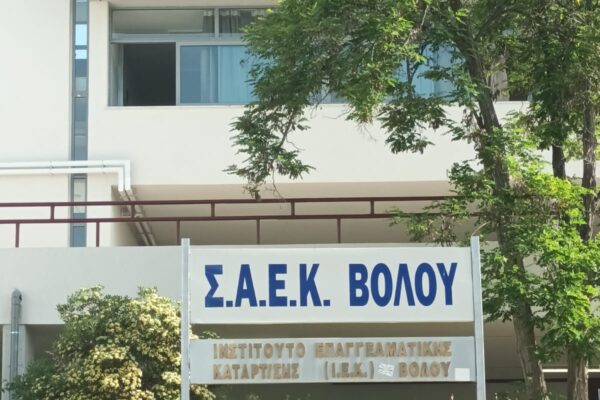 Σ.Α.Ε.Κ. ΒΟΛΟΥ
ΙΝΣΤΙΤΟΥΤΟ ΕΠΑΓΓΕΛΜΑΤΙΚΗΣ
ΚΑΤΑΡΤΙΣΗΣ (Ι.Ε.Κ.) ΒΟΛΟΥ